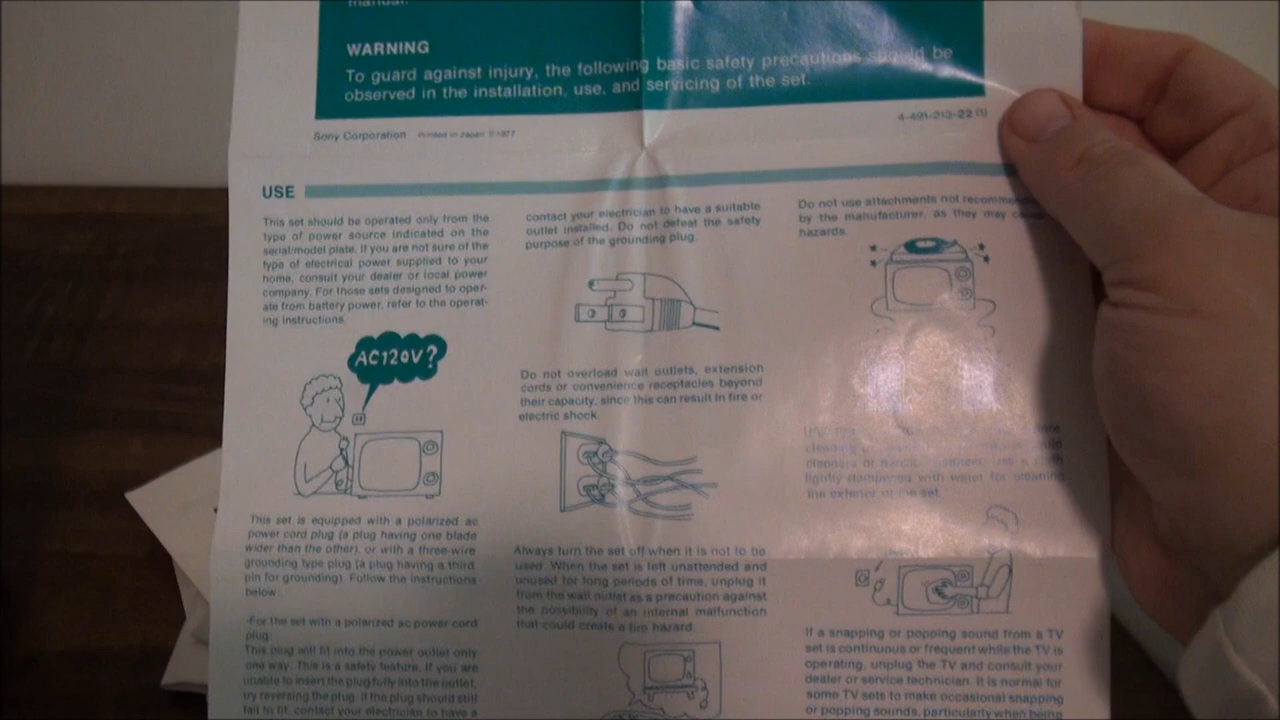 manual.
WARNING
To guard against injury, the following basic safety precautions should be
observed in the installation, use, and servicing of the set.
Sony Corporation Printed in Japan ©1977
4-491-213-22 (1)
USE
This set should be operated only from the
type of power source indicated on the
serial/model plate. If you are not sure of the
type of electrical power supplied to your
home, consult your dealer or local power
company. For those sets designed to oper-
ate from battery power, refer to the operat-
ing instructions.
AC120V?
This set is equipped with a polarized ac
power cord plug (a plug having one blade
wider than the other), or with a three-wire
grounding type plug (a plug having a third
pin for grounding). Follow the instructions
below.
-For the set with a polarized ac power cord
plug:
This plug will fit into the power outlet only
one way. This is a safety feature. If you are
unable to insert the plug fully into the outlet,
try reversing the plug. If the plug should still
fail to fit, contact your electrician to have a
contact your electrician to have a suitable
outlet installed. Do not defeat the safety
purpose of the grounding plug.
Do not overload wall outlets, extension
cords or convenience receptacles beyond
their capacity, since this can result in fire or
electric shock.
Always turn the set off when it is not to be
used. When the set is left unattended and
unused for long periods of time, unplug it
from the wall outlet as a precaution against
the possibility of an internal malfunction
that could create a fire hazard.
Do not use attachments not
by the manufacturer, as they may
hazards.
cleaning
cleaners or
lightly dampened with water for cleaning
the exterior of the set.
If a snapping or popping sound from a TV
set is continuous or frequent while the TV is
operating, unplug the TV and consult your
dealer or service technician. It is normal for
some TV sets to make occasional snapping
or popping sounds, particularly when being